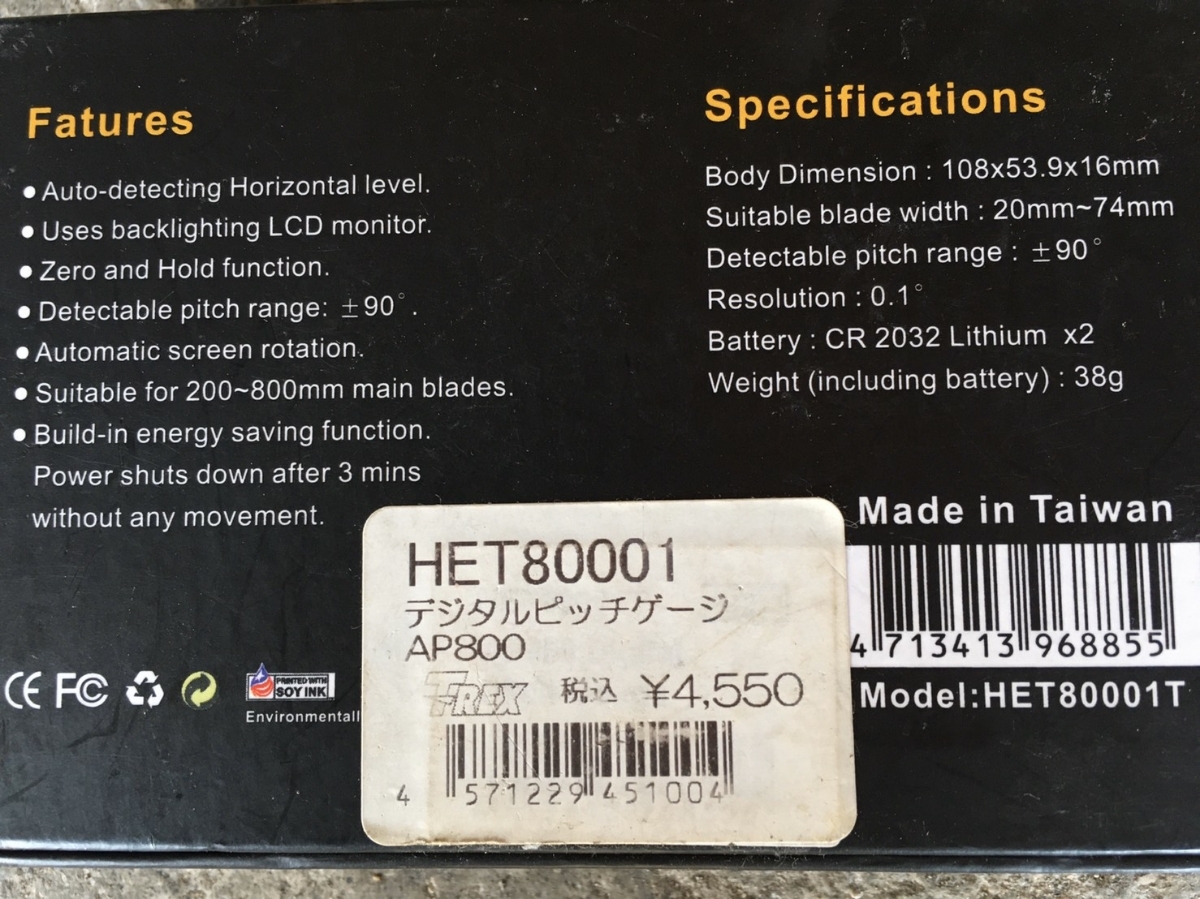 Fatures
● Auto-detecting Horizontal level.
● Uses backlighting LCD monitor.
● Zero and Hold function.
● Detectable pitch range: ±90° .
● Automatic screen rotation.
● Suitable for 200~800mm main blades.
● Build-in energy saving function.
Power shuts down after 3 mins
without any movement.
Specifications
Body Dimension : 108x53.9x16mm
Suitable blade width : 20mm~74mm
Detectable pitch range : ±90°
Resolution : 0.1°
Battery : CR 2032 Lithium x2
Weight (including battery) : 38g
Made in Taiwan
4 713413 968855
Model:HET80001T
HET80001
デジタルピッチゲージ
AP800
T-REX 税込 ¥4,550
4 571229 451004
CE FC
PRINTED WITH
SOY INK
Environmentall